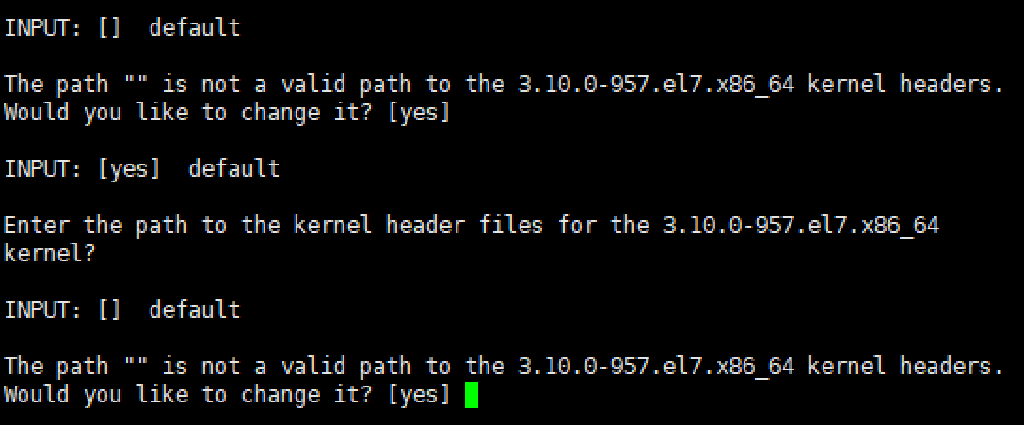 INPUT: []  default
The path "" is not a valid path to the 3.10.0-957.el7.x86_64 kernel headers.
Would you like to change it? [yes]
INPUT: [yes]  default
Enter the path to the kernel header files for the 3.10.0-957.el7.x86_64
kernel?
INPUT: []  default
The path "" is not a valid path to the 3.10.0-957.el7.x86_64 kernel headers.
Would you like to change it? [yes]